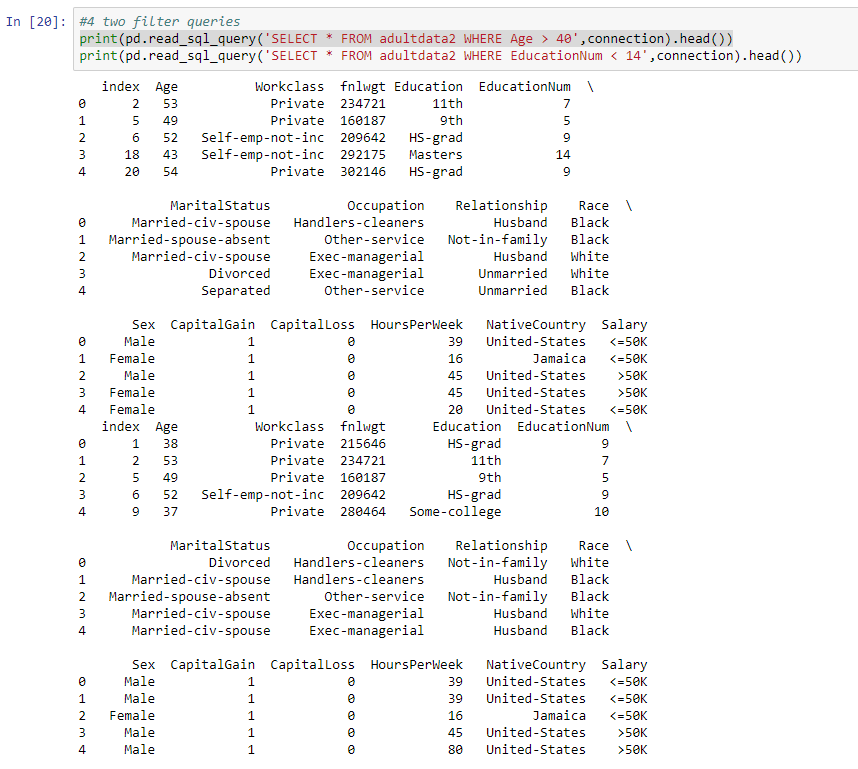 In [20]: #4 two filter queries
print(pd.read_sql_query('SELECT * FROM adultdata2 WHERE Age > 40',connection).head())
print(pd.read_sql_query('SELECT * FROM adultdata2 WHERE EducationNum < 14',connection).head())
index Age Workclass fnlwgt Education EducationNum \
0 2 53 Private 234721 11th 7
1 5 49 Private 160187 9th 5
2 6 52 Self-emp-not-inc 209642 HS-grad 9
3 18 43 Self-emp-not-inc 292175 Masters 14
4 20 54 Private 302146 HS-grad 9
MaritalStatus Occupation Relationship Race \
0 Married-civ-spouse Handlers-cleaners Husband Black
1 Married-spouse-absent Other-service Not-in-family Black
2 Married-civ-spouse Exec-managerial Husband White
3 Divorced Exec-managerial Unmarried White
4 Separated Other-service Unmarried Black
Sex CapitalGain CapitalLoss HoursPerWeek NativeCountry Salary
0 Male 1 0 39 United-States <=50K
1 Female 1 0 16 Jamaica <=50K
2 Male 1 0 45 United-States >50K
3 Female 1 0 45 United-States >50K
4 Female 1 0 20 United-States <=50K
index Age Workclass fnlwgt Education EducationNum \
0 1 38 Private 215646 HS-grad 9
1 2 53 Private 234721 11th 7
2 5 49 Private 160187 9th 5
3 6 52 Self-emp-not-inc 209642 HS-grad 9
4 9 37 Private 280464 Some-college 10
MaritalStatus Occupation Relationship Race \
0 Divorced Handlers-cleaners Not-in-family White
1 Married-civ-spouse Handlers-cleaners Husband Black
2 Married-spouse-absent Other-service Not-in-family Black
3 Married-civ-spouse Exec-managerial Husband White
4 Married-civ-spouse Exec-managerial Husband Black
Sex CapitalGain CapitalLoss HoursPerWeek NativeCountry Salary
0 Male 1 0 39 United-States <=50K
1 Male 1 0 39 United-States <=50K
2 Female 1 0 16 Jamaica <=50K
3 Male 1 0 45 United-States >50K
4 Male 1 0 80 United-States >50K